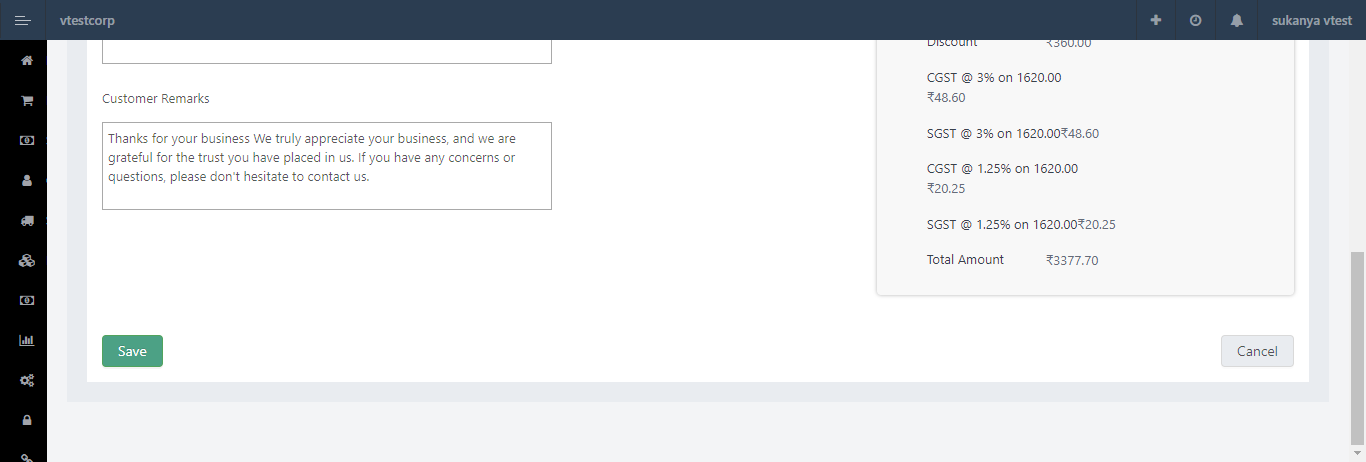 vtestcorp
sukanya vtest
Discount ₹360.00
Customer Remarks
Thanks for your business We truly appreciate your business, and we are
grateful for the trust you have placed in us. If you have any concerns or
questions, please don't hesitate to contact us.
CGST @ 3% on 1620.00
₹48.60
SGST @ 3% on 1620.00₹48.60
CGST @ 1.25% on 1620.00
₹20.25
SGST @ 1.25% on 1620.00₹20.25
Total Amount ₹3377.70
Save
Cancel